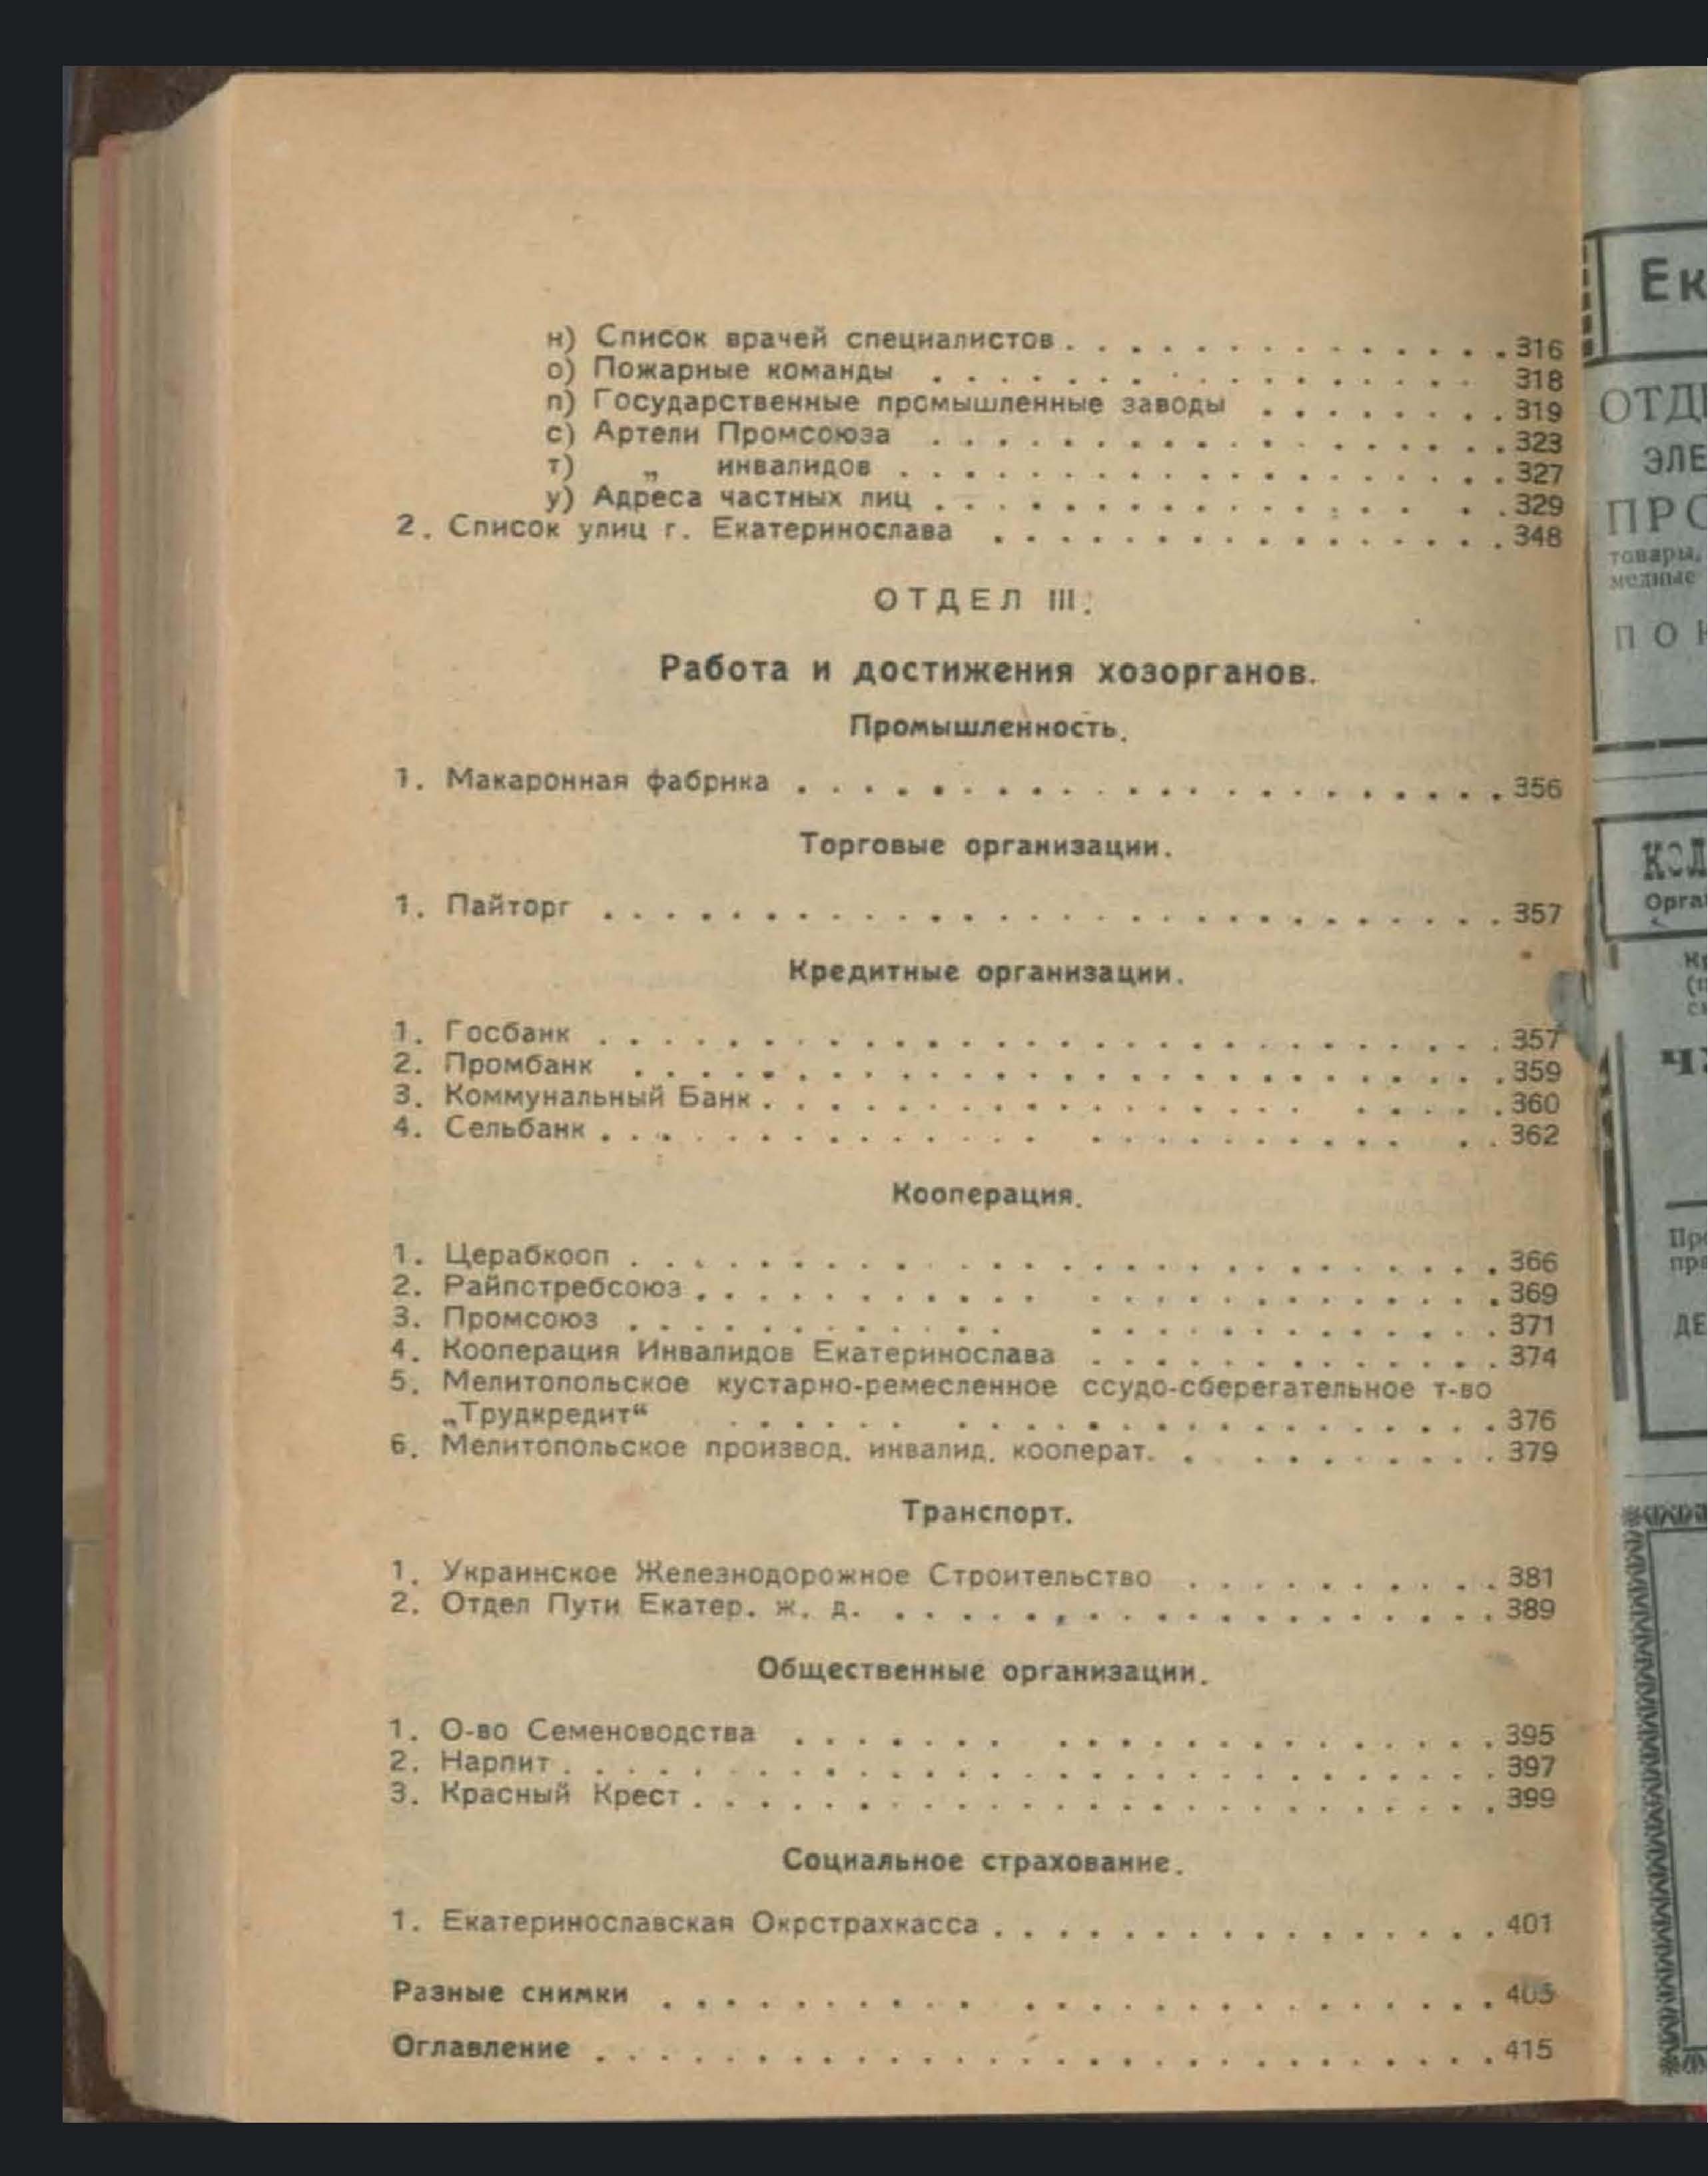 н) Список врачей специалистов . . . . . . . . . . . . . . 316
о) Пожарные команды . . . . . . . . . . . . . . . . . 318
п) Государственные промышленные заводы . . . . . . . . 319
с) Артели Промсоюза . . . . . . . . . . . . . . . . . . 323
т) „ инвалидов . . . . . . . . . . . . . . . . . . . 327
у) Адреса частных лиц . . . . . . . . . . . . . . . . . 329
2. Список улиц г. Екатеринослава . . . . . . . . . . . . . . . . 348
ОТДЕЛ III.
Работа и достижения хозорганов.
Промышленность.
1. Макаронная фабрика . . . . . . . . . . . . . . . . . . . . . . 356
Торговые организации.
1. Пайторг . . . . . . . . . . . . . . . . . . . . . . . . . . . . 357
Кредитные организации.
1. Госбанк . . . . . . . . . . . . . . . . . . . . . . . . . . . . 357
2. Промбанк . . . . . . . . . . . . . . . . . . . . . . . . . . . 359
3. Коммунальный Банк . . . . . . . . . . . . . . . . . . . . . . 360
4. Сельбанк . . . . . . . . . . . . . . . . . . . . . . . . . . 362
Кооперация.
1. Церабкооп . . . . . . . . . . . . . . . . . . . . . . . . . . . 366
2. Райпотребсоюз . . . . . . . . . . . . . . . . . . . . . . . . 369
3. Промсоюз . . . . . . . . . . . . . . . . . . . . . . . . . 371
4. Кооперация Инвалидов Екатеринослава . . . . . . . . . . . . . 374
5. Мелитопольское кустарно-ремесленное ссудо-сберегательное т-во
„Трудкредит“ . . . . . . . . . . . . . . . . . . . . . . . 376
6. Мелитопольское производ. инвалид. кооперат. . . . . . . . . . 379
Транспорт.
1. Украинское Железнодорожное Строительство . . . . . . . . . . 381
2. Отдел Пути Екатер. ж. д. . . . . . . . . . . . . . . . . . . . 389
Общественные организации.
1. О-во Семеноводства . . . . . . . . . . . . . . . . . . . . . 395
2. Нарпит . . . . . . . . . . . . . . . . . . . . . . . . . . . . . 397
3. Красный Крест . . . . . . . . . . . . . . . . . . . . . . . . . 399
Социальное страхование.
1. Екатеринославская Окрстрахкасса . . . . . . . . . . . . . . . . 401
Разные снимки . . . . . . . . . . . . . . . . . . . . . . . . . 405
Оглавление . . . . . . . . . . . . . . . . . . . . . . . . . . . . 415
товары,
медные